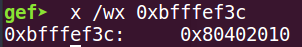 gef➤ x /wx 0xbfffef3c
0xbfffef3c: 0x80402010